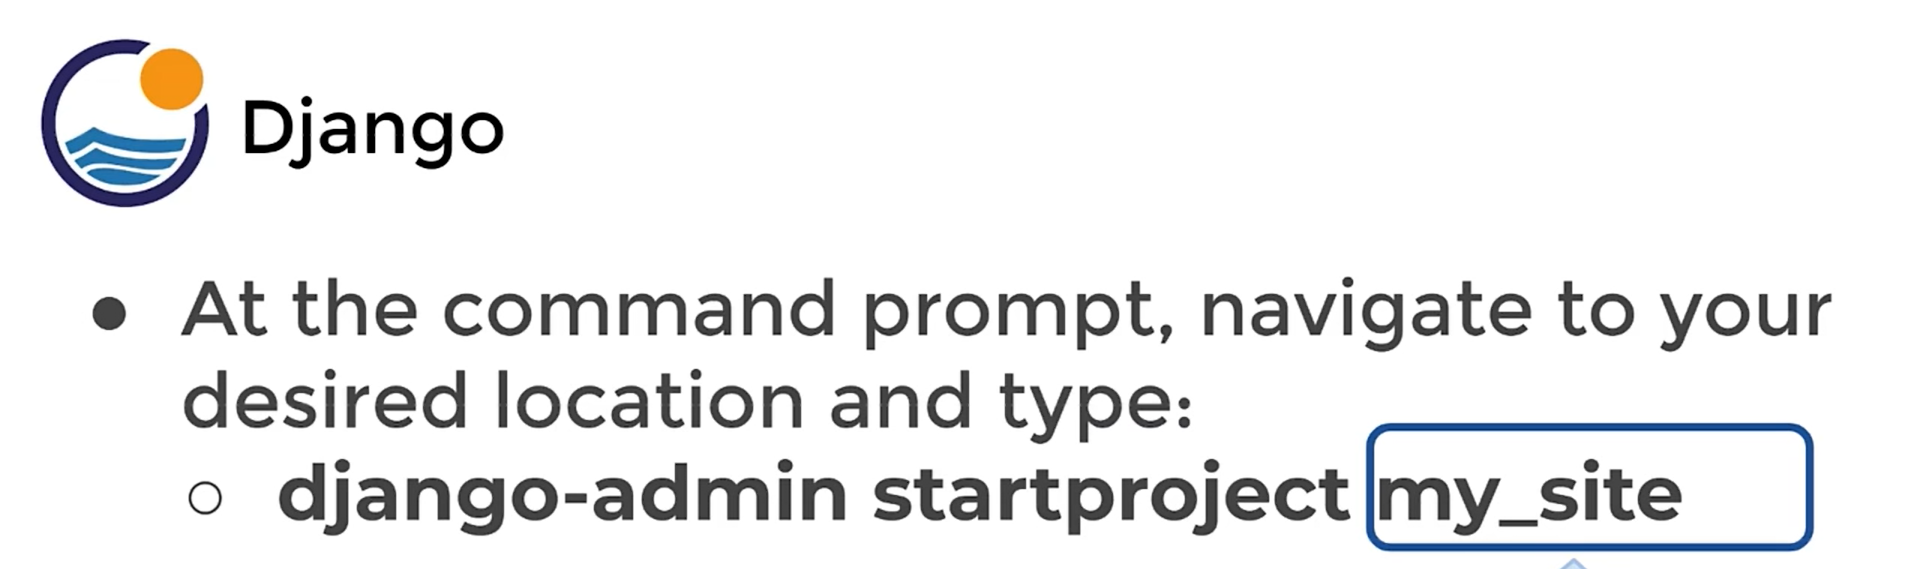 Django
● At the command prompt, navigate to your
desired location and type:
○ django-admin startproject my_site